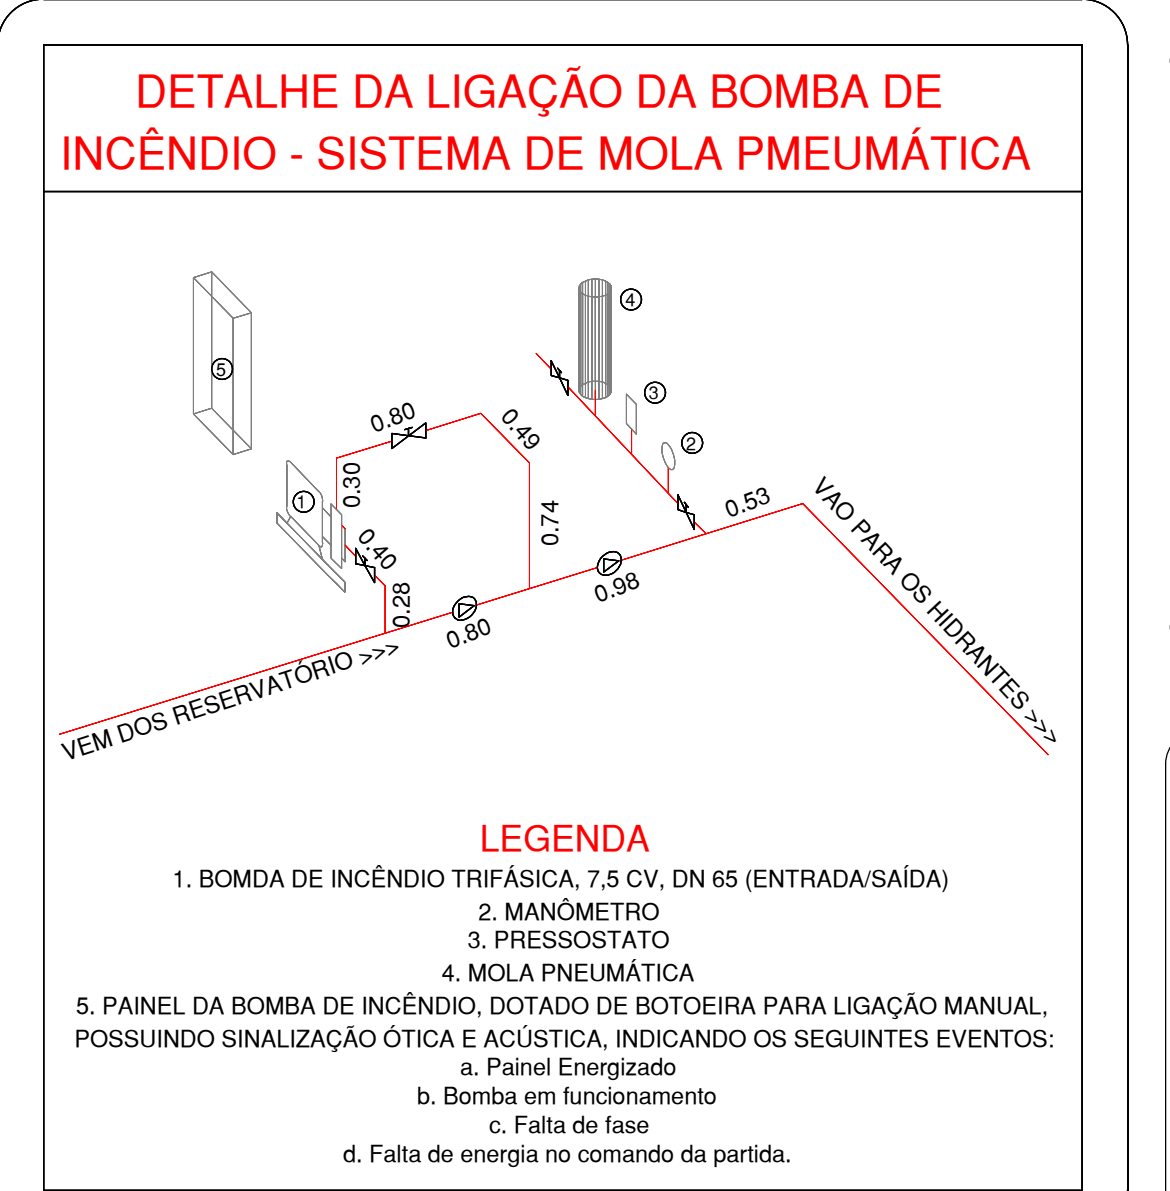 DETALHE DA LIGAÇÃO DA BOMBA DE
INCÊNDIO - SISTEMA DE MOLA PMEUMÁTICA
5
4
3
2
1
0.80
0.49
0.30
0.74
0.40
0.28
0.80
0.98
0.53
VEM DOS RESERVATÓRIO >>>
VAO PARA OS HIDRANTES >>>
LEGENDA
1. BOMDA DE INCÊNDIO TRIFÁSICA, 7,5 CV, DN 65 (ENTRADA/SAÍDA)
2. MANÔMETRO
3. PRESSOSTATO
4. MOLA PNEUMÁTICA
5. PAINEL DA BOMBA DE INCÊNDIO, DOTADO DE BOTOEIRA PARA LIGAÇÃO MANUAL,
POSSUINDO SINALIZAÇÃO ÓTICA E ACÚSTICA, INDICANDO OS SEGUINTES EVENTOS:
a. Painel Energizado
b. Bomba em funcionamento
c. Falta de fase
d. Falta de energia no comando da partida.